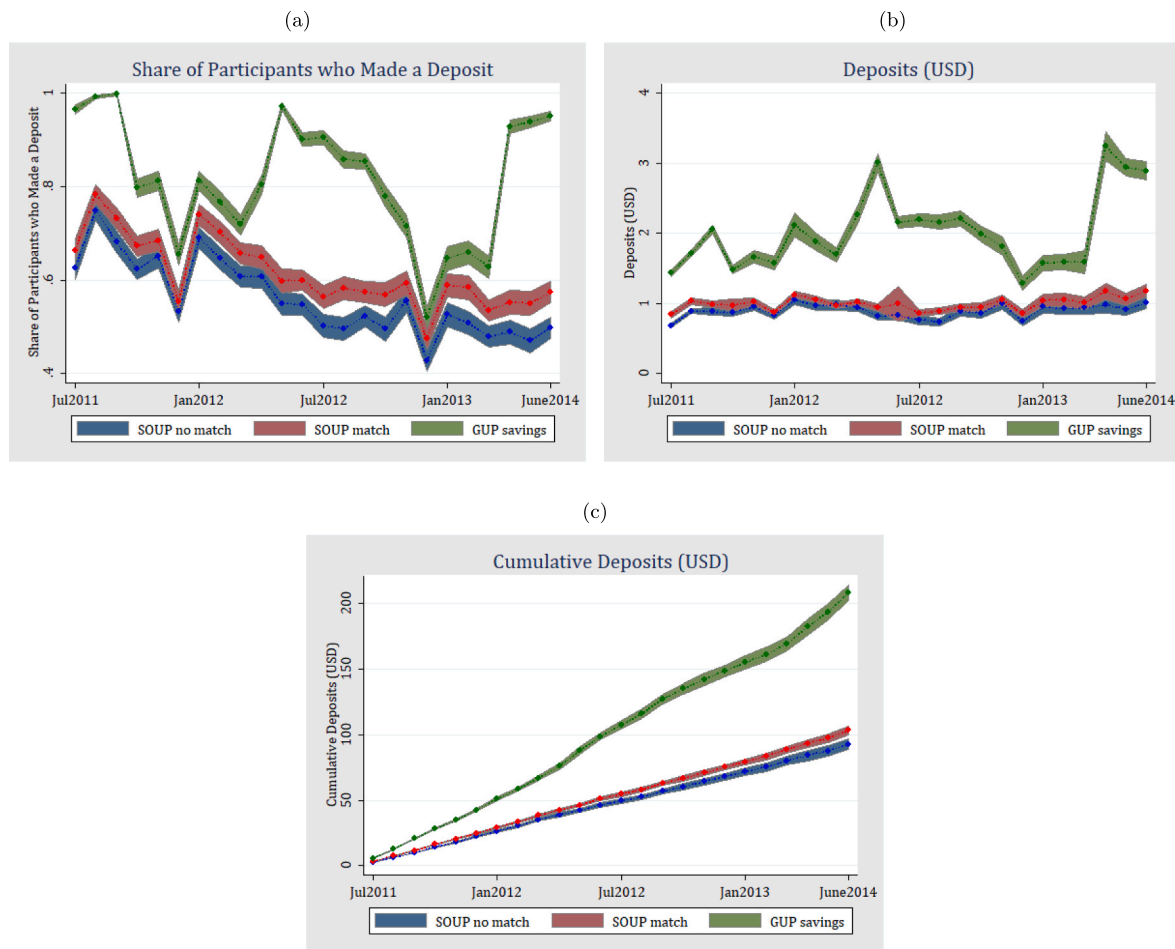 (a)
Share of Participants who Made a Deposit
Share of Participants who Made a Deposit
1
.8
.6
.4
Jul2011 Jan2012 Jul2012 Jan2013 June2014
SOUP no match SOUP match GUP savings
(b)
Deposits (USD)
Deposits (USD)
4
3
2
1
0
Jul2011 Jan2012 Jul2012 Jan2013 June2014
SOUP no match SOUP match GUP savings
(c)
Cumulative Deposits (USD)
Cumulative Deposits (USD)
200
150
100
50
0
Jul2011 Jan2012 Jul2012 Jan2013 June2014
SOUP no match SOUP match GUP savings